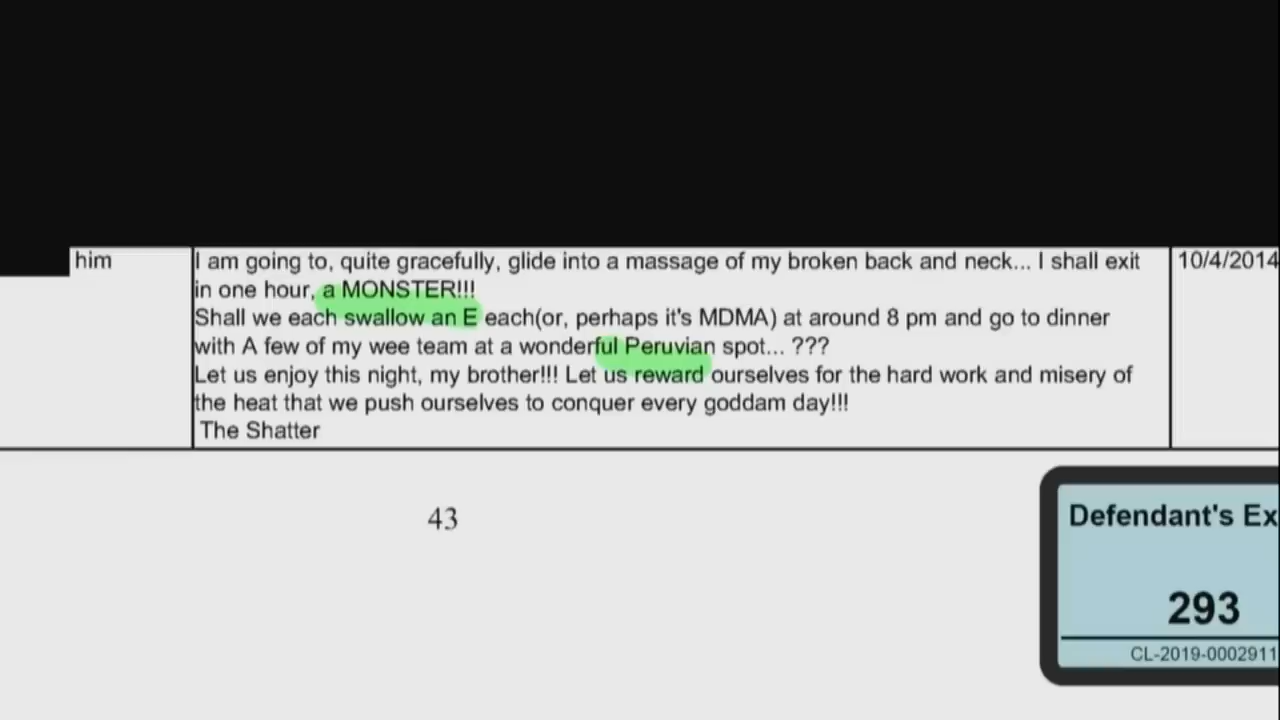 him
I am going to, quite gracefully, glide into a massage of my broken back and neck... I shall exit
10/4/2014
in one hour, a MONSTER!!!
Shall we each swallow an E each(or, perhaps it's MDMA) at around 8 pm and go to dinner
with A few of my wee team at a wonderful Peruvian spot... ???
Let us enjoy this night, my brother!!! Let us reward ourselves for the hard work and misery of
the heat that we push ourselves to conquer every goddam day!!!
The Shatter
43
Defendant's Ex
293
CL-2019-0002911